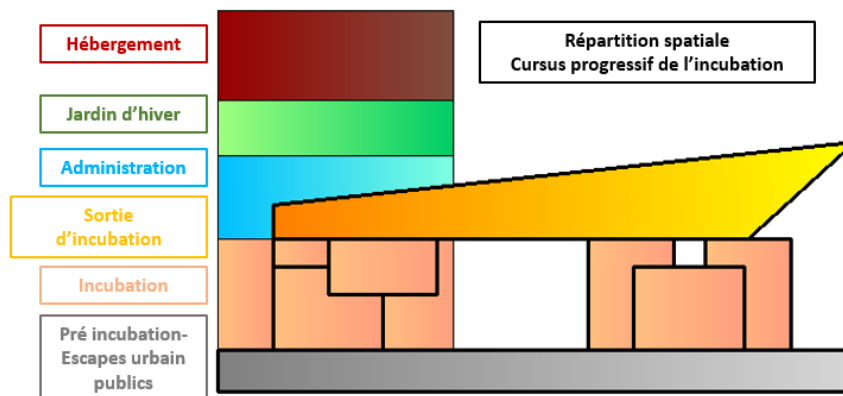 Hébergement
Répartition spatiale
Cursus progressif de l’incubation
Jardin d’hiver
Administration
Sortie
d’incubation
Incubation
Pré incubation-
Escapes urbain
publics